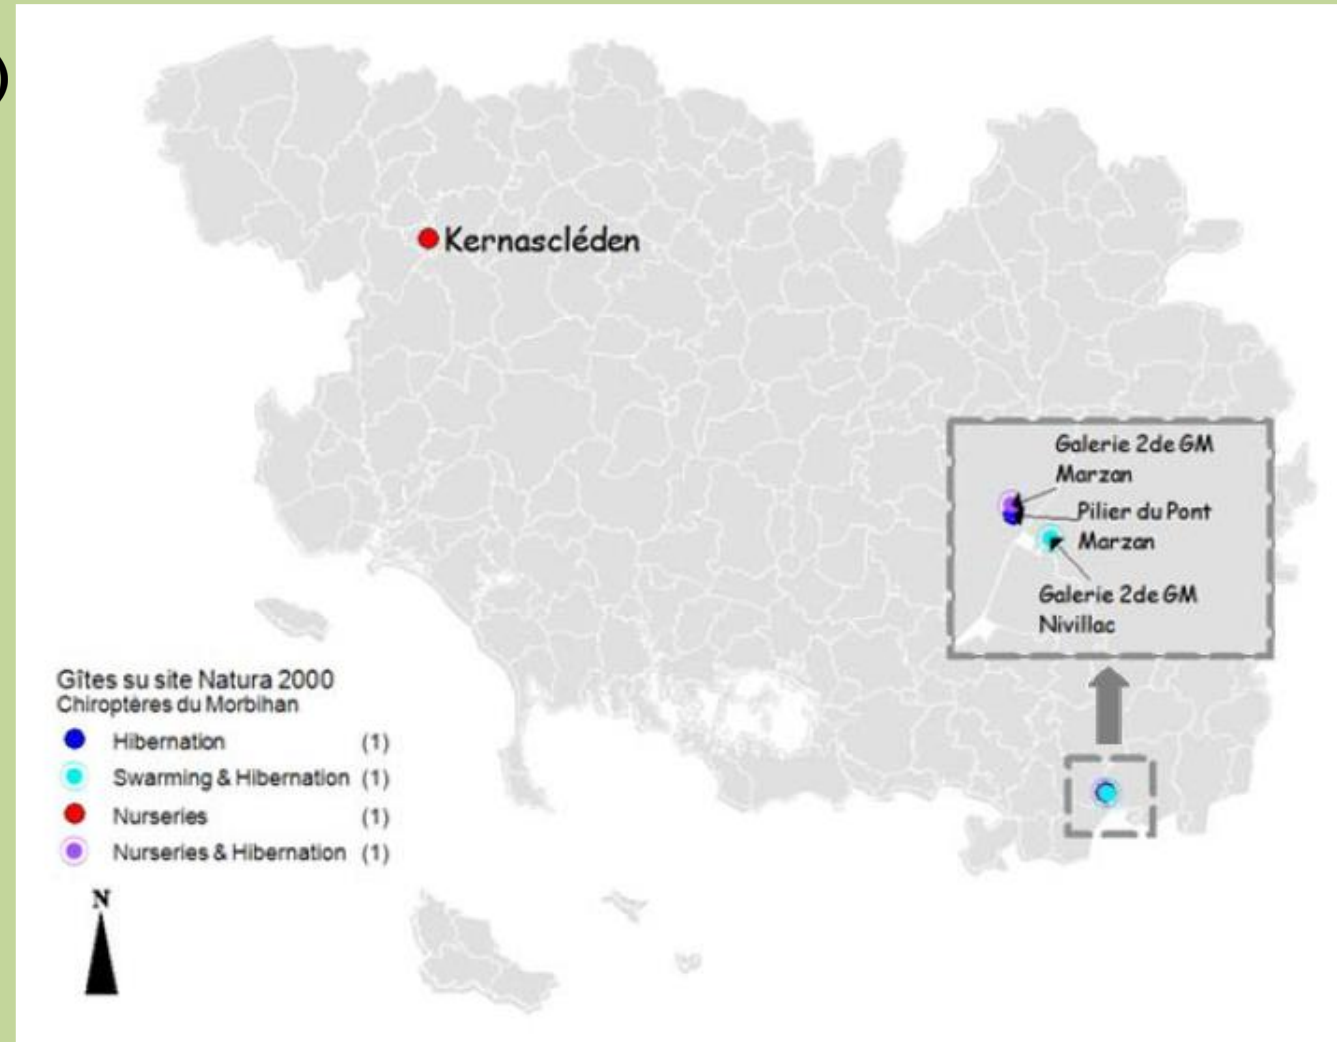 Kernascléden
Galerie 2de GM
Marzan
Pilier du Pont
Marzan
Galerie 2de GM
Nivillac
Gîtes su site Natura 2000
Chiroptères du Morbihan
Hibernation (1)
Swarming & Hibernation (1)
Nurseries (1)
Nurseries & Hibernation (1)
N